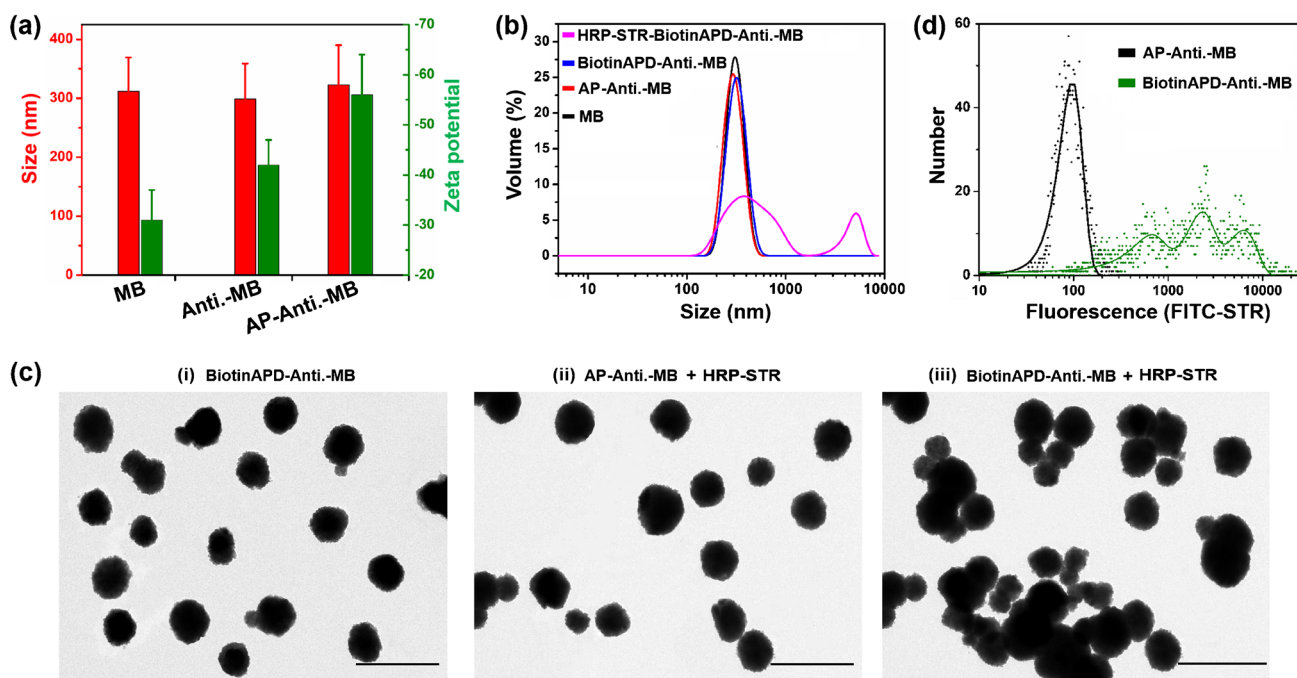 (a)
400
300
200
100
0
Size (nm)
-70
-60
-50
-40
-30
-20
Zeta potential
MB
Anti.-MB
AP-Anti.-MB
(b)
30
25
20
15
10
5
0
Volume (%)
HRP-STR-BiotinAPD-Anti.-MB
BiotinAPD-Anti.-MB
AP-Anti.-MB
MB
10
100
1000
10000
Size (nm)
(d)
60
40
20
0
Number
AP-Anti.-MB
BiotinAPD-Anti.-MB
10
100
1000
10000
Fluorescence (FITC-STR)
(c)
(i) BiotinAPD-Anti.-MB
(ii) AP-Anti.-MB + HRP-STR
(iii) BiotinAPD-Anti.-MB + HRP-STR